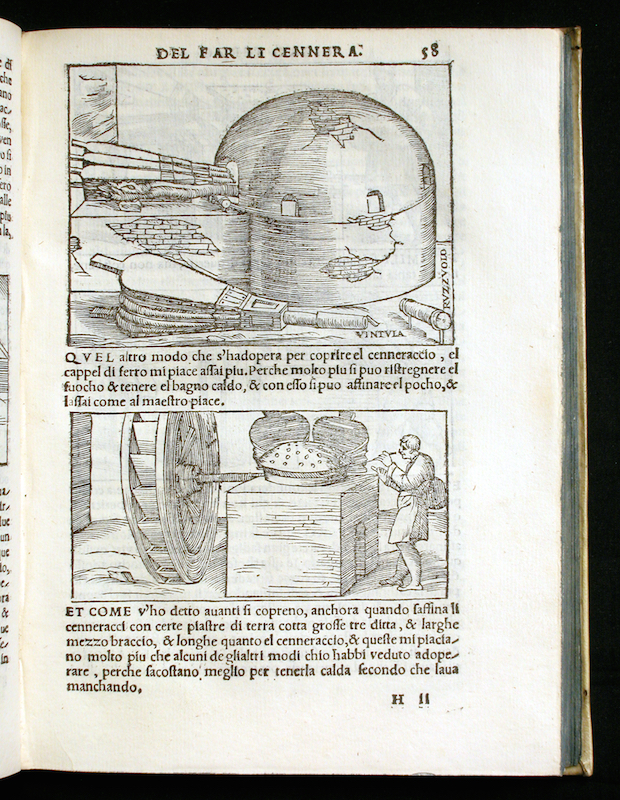 DEL FAR LI CENNERA. 58
RVZZVOLO
VINTVLA
QVEL altro modo che s'hadopera per coprire el cenneraccio, el
cappel di ferro mi piace assai piu. Perche molto piu si puo ristregnere el
fuocho & tenere el bagno caldo, & con esso si puo affinare el pocho, &
lassai come al maestro piace.
ET COME v'ho detto auanti si copreno, anchora quando saffina li
cenneracci con certe piastre di terra cotta grosse tre ditta, & larghe
mezzo braccio, & longhe quanto el cenneraccio, & queste mi piacia-
no molto piu che alcuni de glialtri modi chio habbi veduto adope-
rare, perche sacostano meglio per tenerla calda secondo che laua
manchando,
H ii